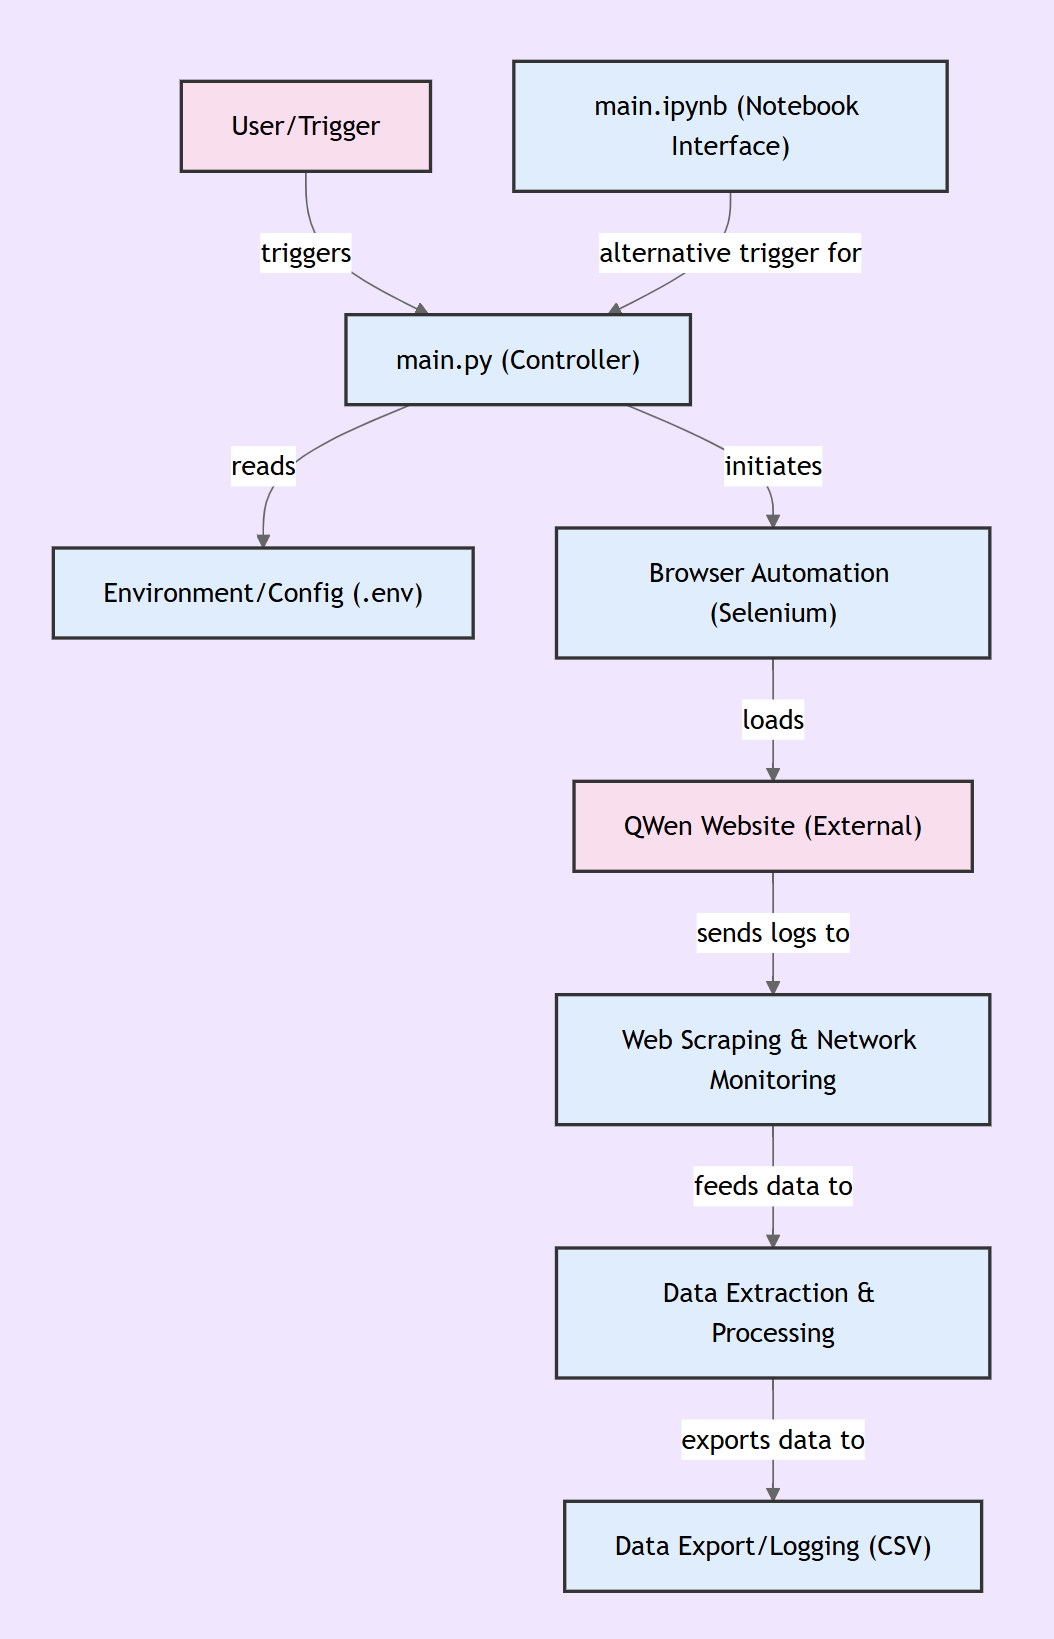 User/Trigger
main.ipynb (Notebook
Interface)
triggers
alternative trigger for
main.py (Controller)
reads
initiates
Environment/Config (.env)
Browser Automation
(Selenium)
loads
QWen Website (External)
sends logs to
Web Scraping & Network
Monitoring
feeds data to
Data Extraction &
Processing
exports data to
Data Export/Logging (CSV)